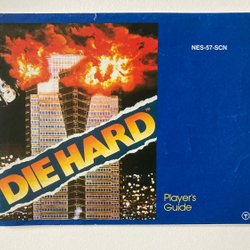 NES-57-SCN
DIE HARD
Player's
Guide